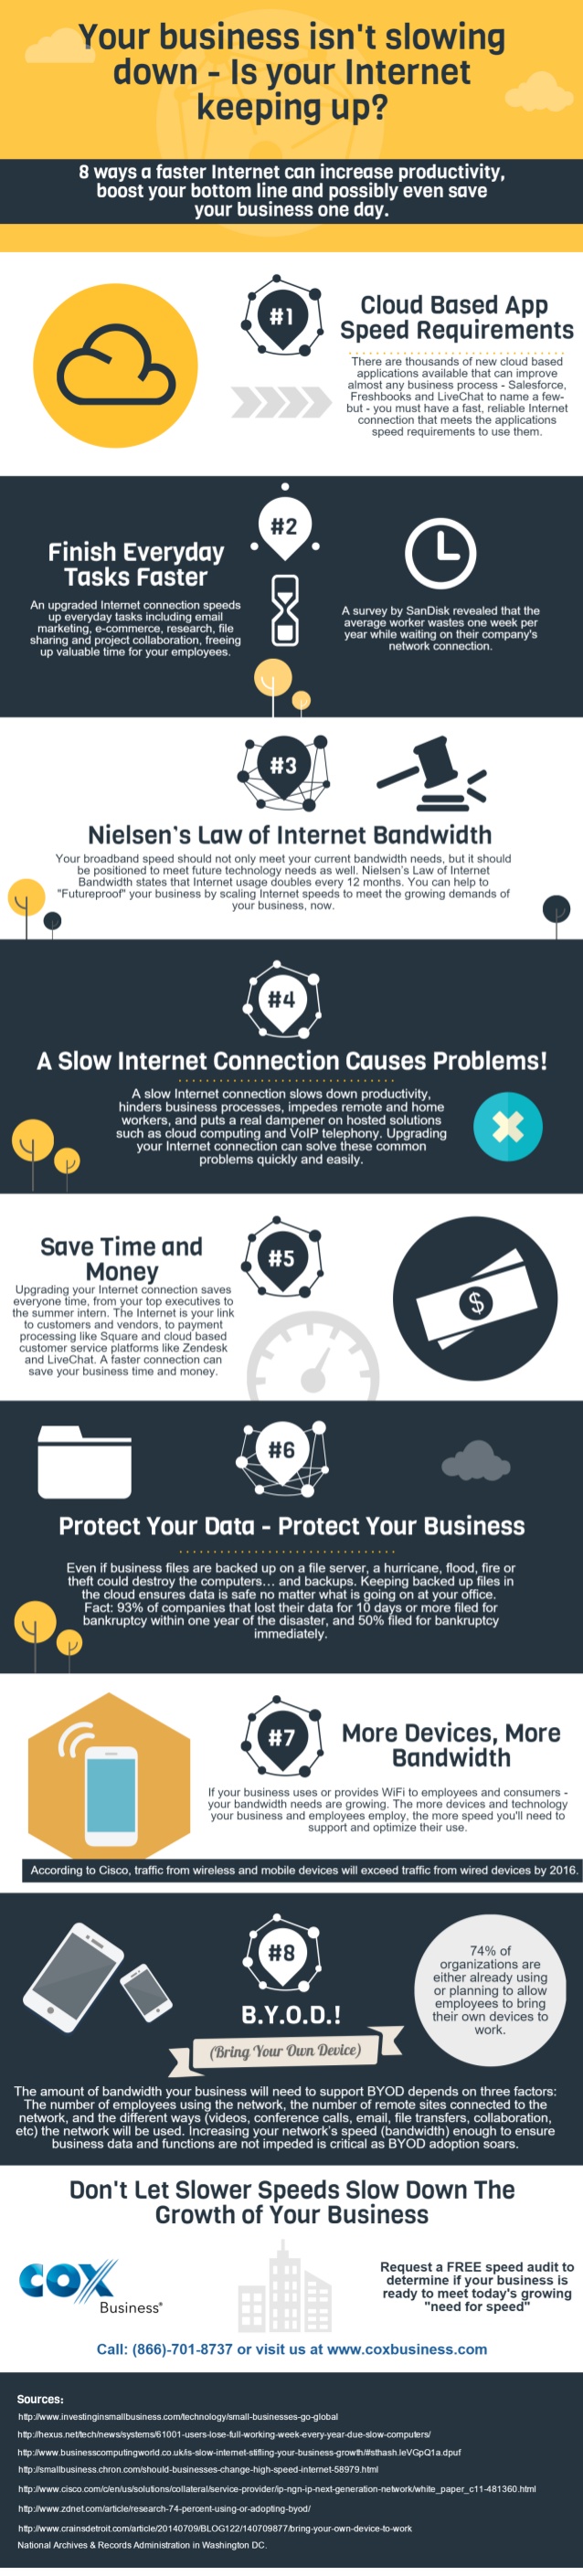 Your business isn't slowing
down - Is your Internet
keeping up?
8 ways a faster Internet can increase productivity,
boost your bottom line and possibly even save
your business one day.
#1
Cloud Based App
Speed Requirements
There are thousands of new cloud based
applications available that can improve
almost any business process - Salesforce,
Freshbooks and LiveChat to name a few-
but - you must have a fast, reliable Internet
connection that meets the applications
speed requirements to use them.
#2
Finish Everyday
Tasks Faster
An upgraded Internet connection speeds
up everyday tasks including email
marketing, e-commerce, research, file
sharing and project collaboration, freeing
up valuable time for your employees.
A survey by SanDisk revealed that the
average worker wastes one week per
year while waiting on their company's
network connection.
#3
Nielsen's Law of Internet Bandwidth
Your broadband speed should not only meet your current bandwidth needs, but it should
be positioned to meet future technology needs as well. Nielsen's Law of Internet
Bandwidth states that Internet usage doubles every 12 months. You can help to
"Futureproof" your business by scaling Internet speeds to meet the growing demands of
your business, now.
#4
A Slow Internet Connection Causes Problems!
A slow Internet connection slows down productivity,
hinders business processes, impedes remote and home
workers, and puts a real dampener on hosted solutions
such as cloud computing and VoIP telephony. Upgrading
your Internet connection can solve these common
problems quickly and easily.
#5
Save Time and
Money
Upgrading your Internet connection saves
everyone time, from your top executives to
the summer intern. The Internet is your link
to customers and vendors, to payment
processing like Square and cloud based
customer service platforms like Zendesk
and LiveChat. A faster connection can
save your business time and money.
$
#6
Protect Your Data - Protect Your Business
Even if business files are backed up on a file server, a hurricane, flood, fire or
theft could destroy the computers... and backups. Keeping backed up files in
the cloud ensures data is safe no matter what is going on at your office.
Fact: 93% of companies that lost their data for 10 days or more filed for
bankruptcy within one year of the disaster, and 50% filed for bankruptcy
immediately.
#7
More Devices, More
Bandwidth
If your business uses or provides WiFi to employees and consumers -
your bandwidth needs are growing. The more devices and technology
your business and employees employ, the more speed you'll need to
support and optimize their use.
According to Cisco, traffic from wireless and mobile devices will exceed traffic from wired devices by 2016.
#8
B.Y.O.D.!
(Bring Your Own Device)
74% of
organizations are
either already using
or planning to allow
employees to bring
their own devices to
work.
The amount of bandwidth your business will need to support BYOD depends on three factors:
The number of employees using the network, the number of remote sites connected to the
network, and the different ways (videos, conference calls, email, file transfers, collaboration,
etc) the network will be used. Increasing your network's speed (bandwidth) enough to ensure
business data and functions are not impeded is critical as BYOD adoption soars.
Don't Let Slower Speeds Slow Down The
Growth of Your Business
COX
Business®
Request a FREE speed audit to
determine if your business is
ready to meet today's growing
"need for speed"
Call: (866)-701-8737 or visit us at www.coxbusiness.com
Sources:
http://www.investinginsmallbusiness.com/technology/small-businesses-go-global
http://hexus.net/tech/news/systems/61001-users-lose-full-working-week-every-year-due-slow-computers/
http://www.businesscomputingworld.co.uk/is-slow-internet-stifling-your-business-growth/#sthash.leVGpQ1a.dpuf
http://smallbusiness.chron.com/should-businesses-change-high-speed-internet-58979.html
http://www.cisco.com/c/en/us/solutions/collateral/service-provider/ip-ngn-ip-next-generation-network/white_paper_c11-481360.html
http://www.zdnet.com/article/research-74-percent-using-or-adopting-byod/
http://www.crainsdetroit.com/article/20140709/BLOG122/140709877/bring-your-own-device-to-work
National Archives & Records Administration in Washington DC.